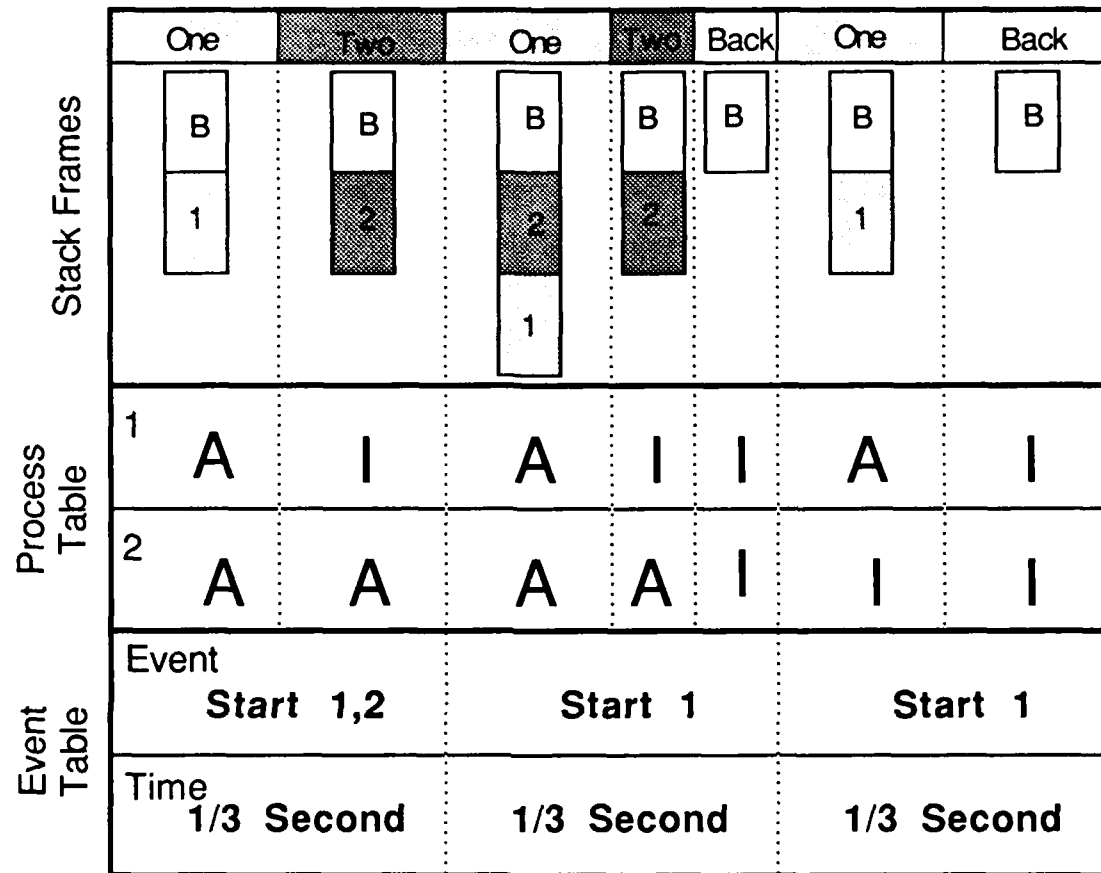 One Two One Two Back One Back
Stack Frames
B B B B B B B
1 2 2 2 1
1
Process
Table
1
A I A I I A I
2
A A A A I I I
Event
Table
Event
Start 1,2 Start 1 Start 1
Time
1/3 Second 1/3 Second 1/3 Second